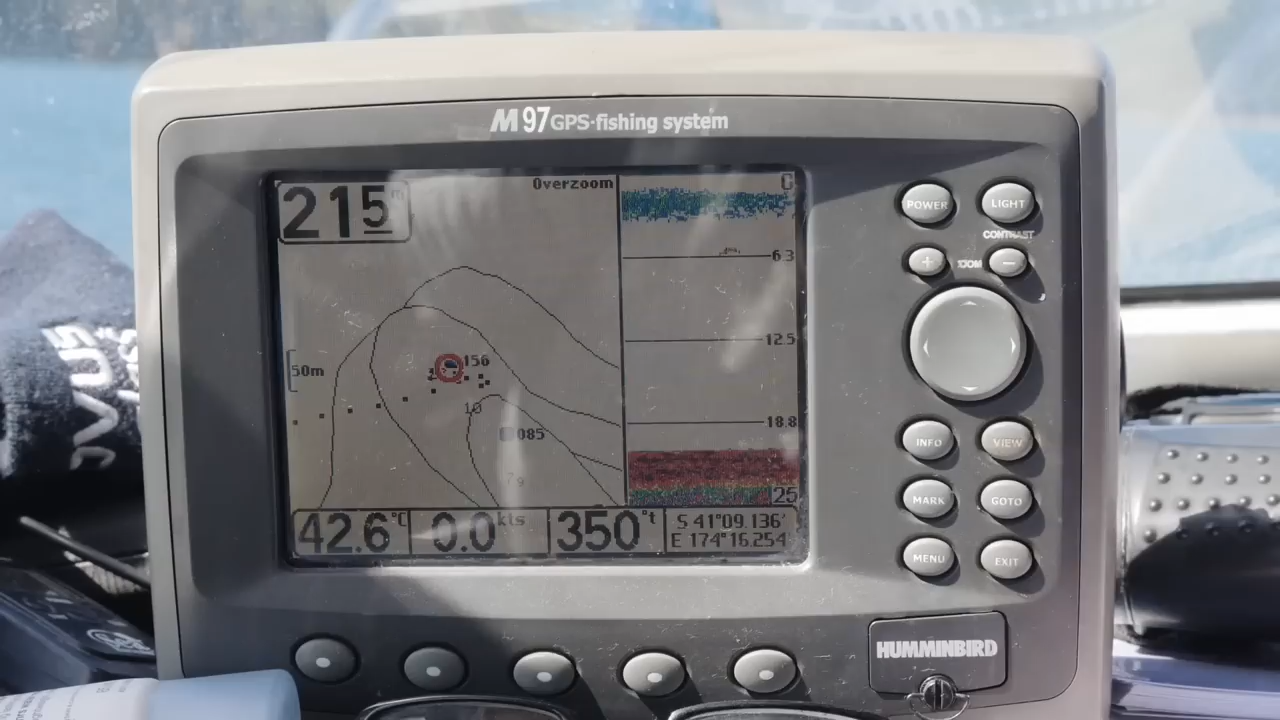 M97 GPS-fishing system
215 m
Overzoom
0
6.3
12.5
18.8
25
50m
156
10
085
79
42.6°C
0.0 kts
350°t
S 41°09.136'
E 174°16.254'
POWER
LIGHT
CONTRAST
+ ZOOM −
INFO
VIEW
MARK
GOTO
MENU
EXIT
HUMMINBIRD